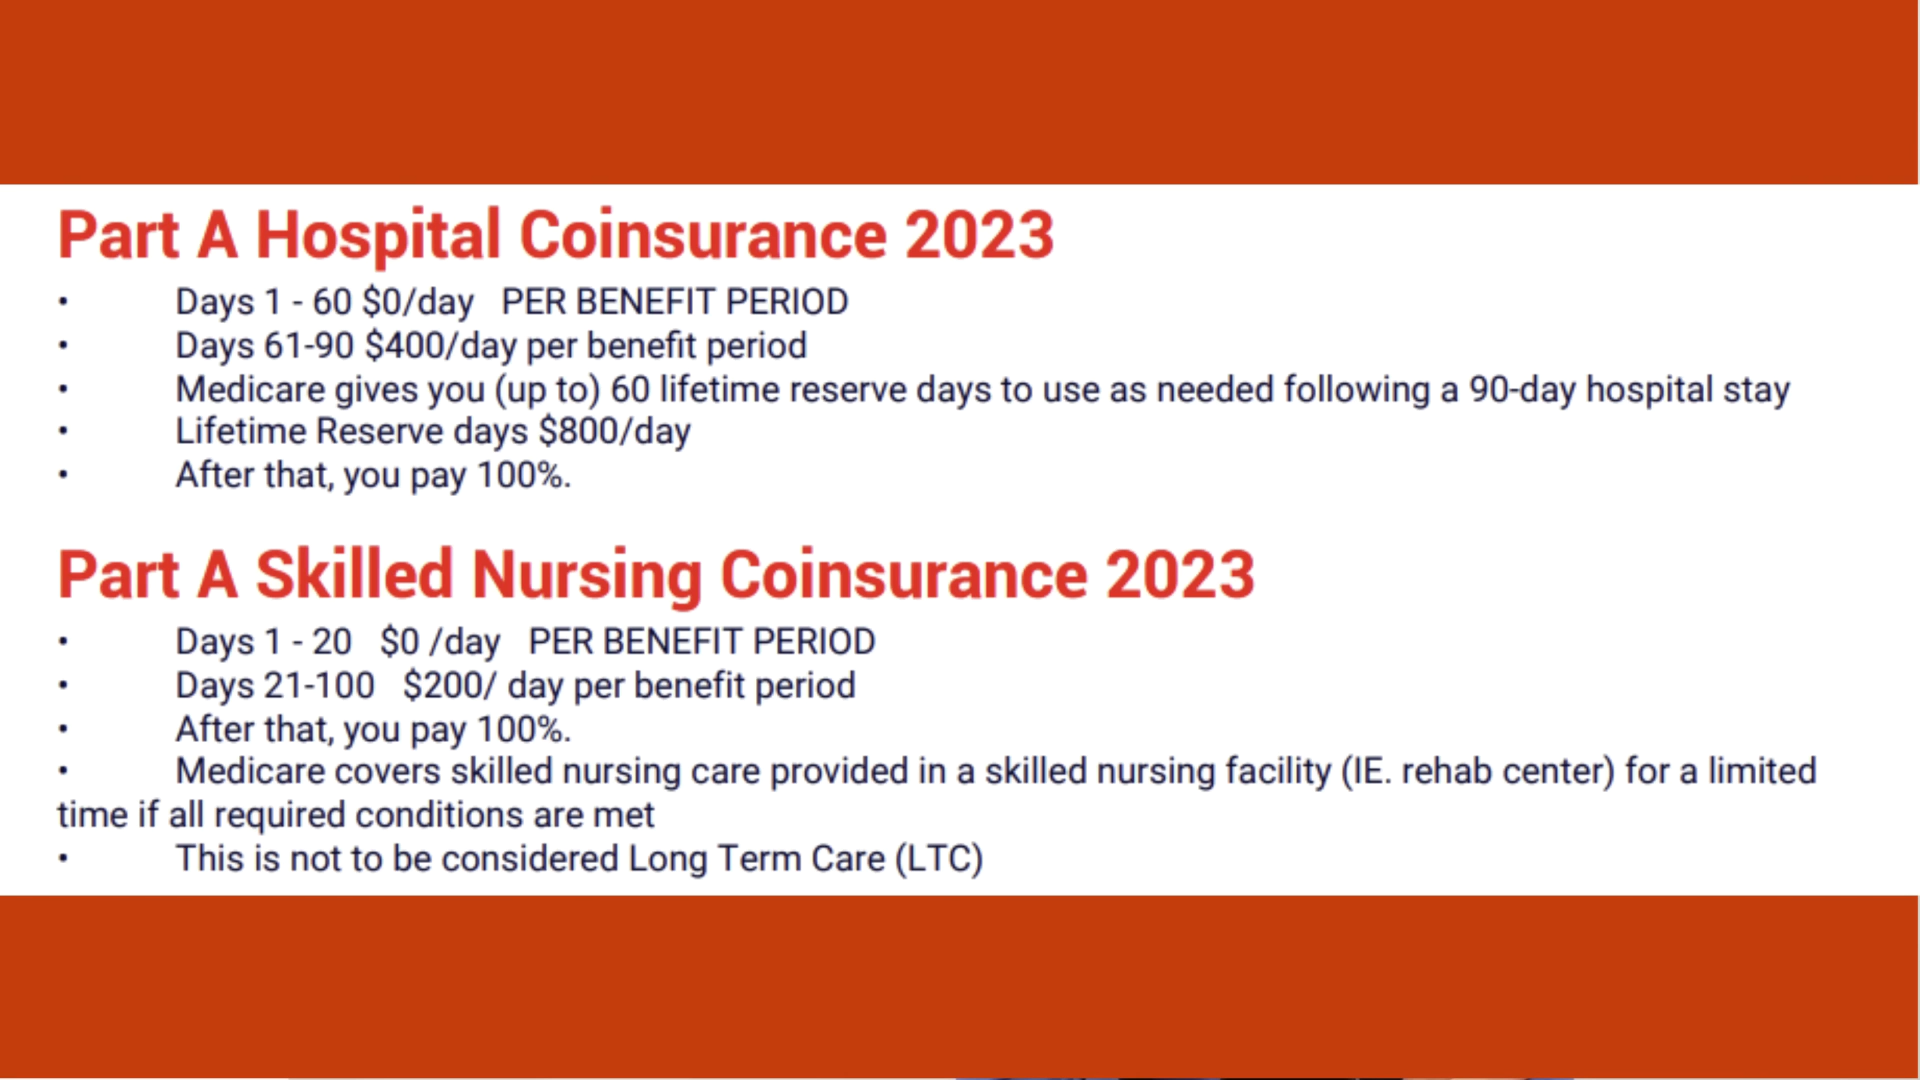 Part A Hospital Coinsurance 2023
• Days 1 - 60 $0/day PER BENEFIT PERIOD
• Days 61-90 $400/day per benefit period
• Medicare gives you (up to) 60 lifetime reserve days to use as needed following a 90-day hospital stay
• Lifetime Reserve days $800/day
• After that, you pay 100%.
Part A Skilled Nursing Coinsurance 2023
• Days 1 - 20 $0 /day PER BENEFIT PERIOD
• Days 21-100 $200/ day per benefit period
• After that, you pay 100%.
• Medicare covers skilled nursing care provided in a skilled nursing facility (IE. rehab center) for a limited
time if all required conditions are met
• This is not to be considered Long Term Care (LTC)